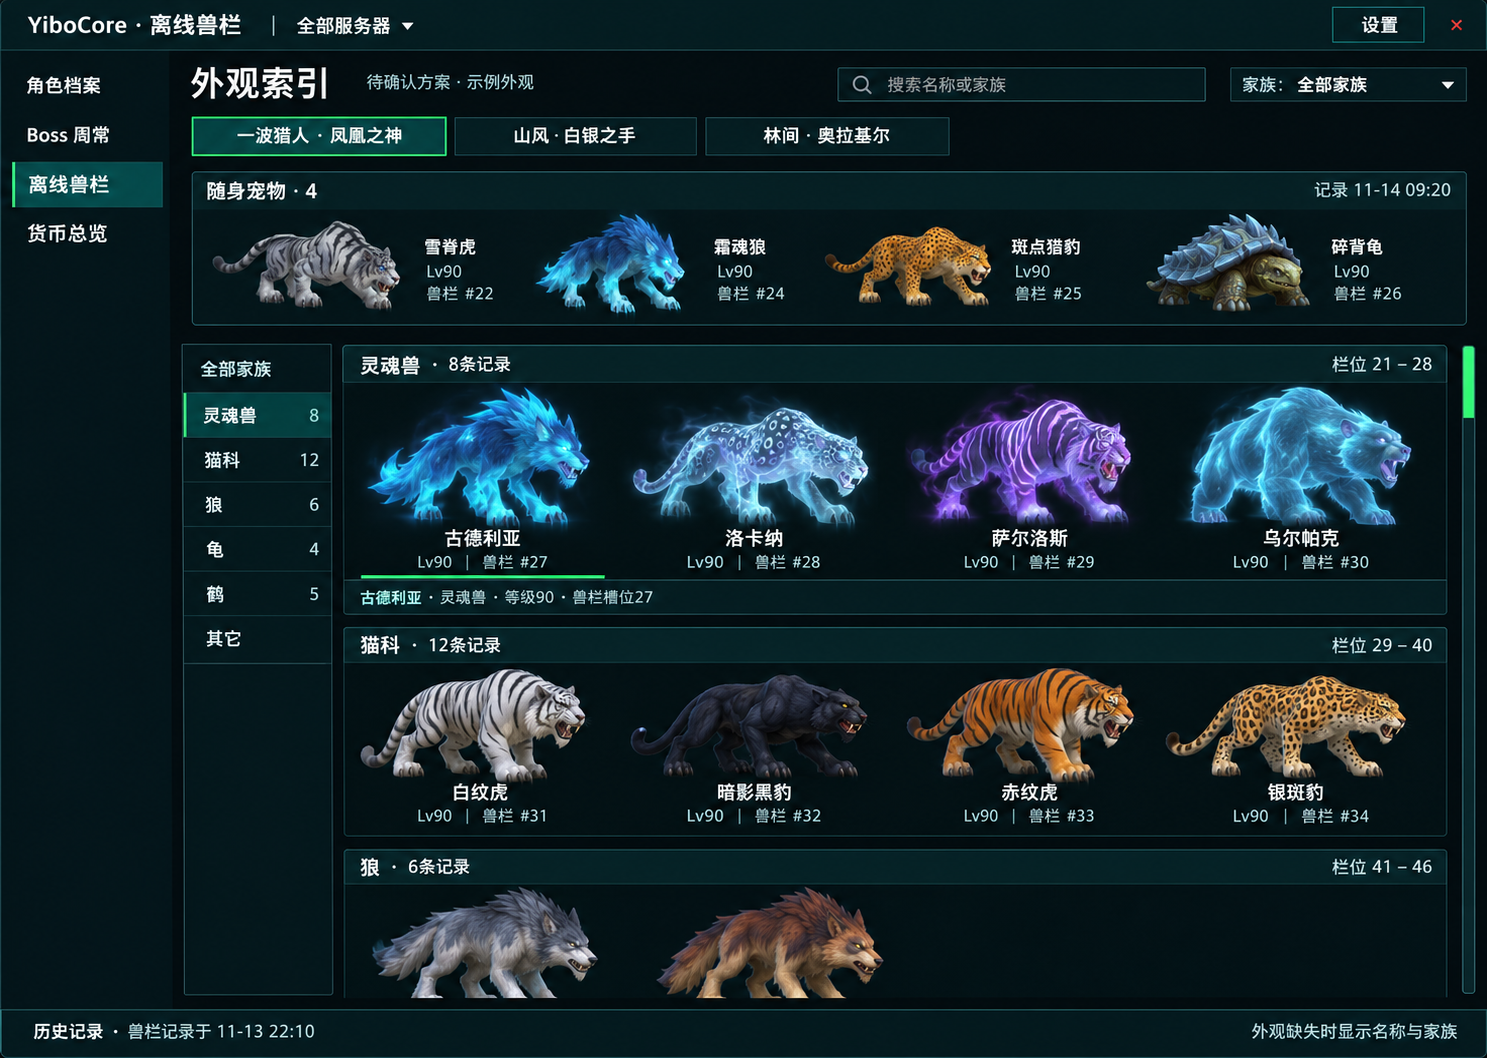 YiboCore · 离线兽栏 | 全部服务器
设置
角色档案
Boss 周常
离线兽栏
货币总览
外观索引 待确认方案 · 示例外观
搜索名称或家族
家族： 全部家族
一波猎人 · 凤凰之神
山风 · 白银之手
林间 · 奥拉基尔
随身宠物 · 4
记录 11-14 09:20
雪脊虎
Lv90
兽栏 #22
霜魂狼
Lv90
兽栏 #24
斑点猎豹
Lv90
兽栏 #25
碎背龟
Lv90
兽栏 #26
全部家族
灵魂兽 8
猫科 12
狼 6
龟 4
鹤 5
其它
灵魂兽 · 8条记录
栏位 21 – 28
古德利亚
Lv90 | 兽栏 #27
洛卡纳
Lv90 | 兽栏 #28
萨尔洛斯
Lv90 | 兽栏 #29
乌尔帕克
Lv90 | 兽栏 #30
古德利亚 · 灵魂兽 · 等级90 · 兽栏槽位27
猫科 · 12条记录
栏位 29 – 40
白纹虎
Lv90 | 兽栏 #31
暗影黑豹
Lv90 | 兽栏 #32
赤纹虎
Lv90 | 兽栏 #33
银斑豹
Lv90 | 兽栏 #34
狼 · 6条记录
栏位 41 – 46
历史记录 · 兽栏记录于 11-13 22:10
外观缺失时显示名称与家族